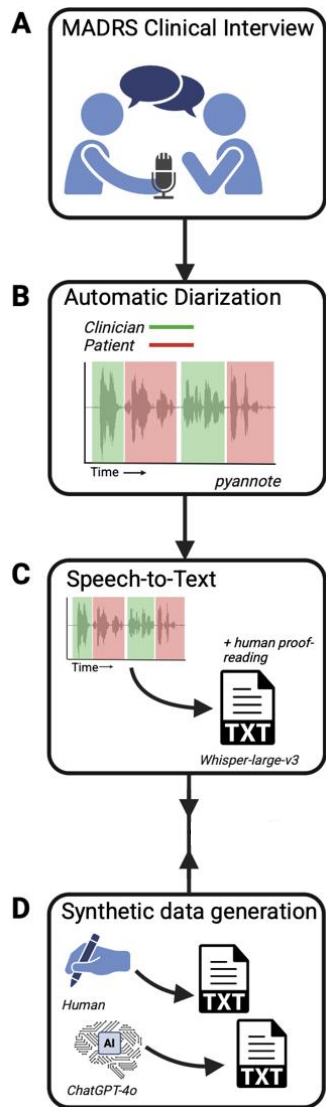 A
MADRS Clinical Interview
B
Automatic Diarization
Clinician
Patient
Time
pyannote
C
Speech-to-Text
Time
+ human proof-
reading
TXT
Whisper-large-v3
D
Synthetic data generation
Human
TXT
AI
TXT
ChatGPT-4o